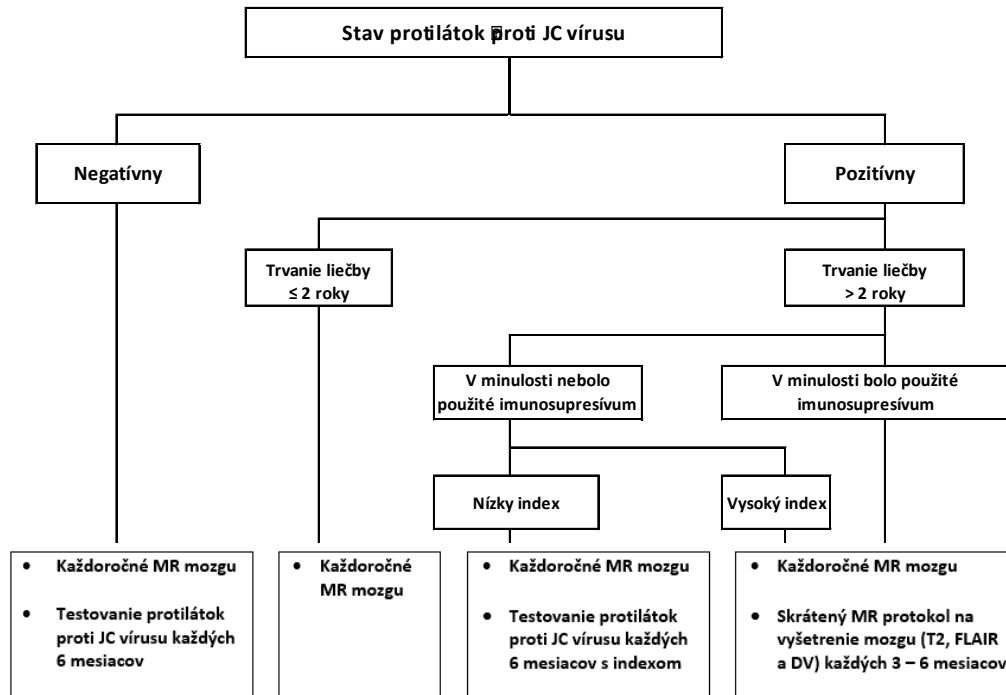 Stav protilátok proti JC vírusu
Negatívny
Pozitívny
Trvanie liečby
≤ 2 roky
Trvanie liečby
> 2 roky
V minulosti nebolo
použité imunosupresívum
V minulosti bolo použité
imunosupresívum
Nízky index
Vysoký index
• Každoročné MR mozgu
• Testovanie protilátok
proti JC vírusu každých
6 mesiacov
• Každoročné
MR mozgu
• Každoročné MR mozgu
• Testovanie protilátok
proti JC vírusu každých
6 mesiacov s indexom
• Každoročné MR mozgu
• Skrátený MR protokol na
vyšetrenie mozgu (T2, FLAIR
a DV) každých 3 – 6 mesiacov